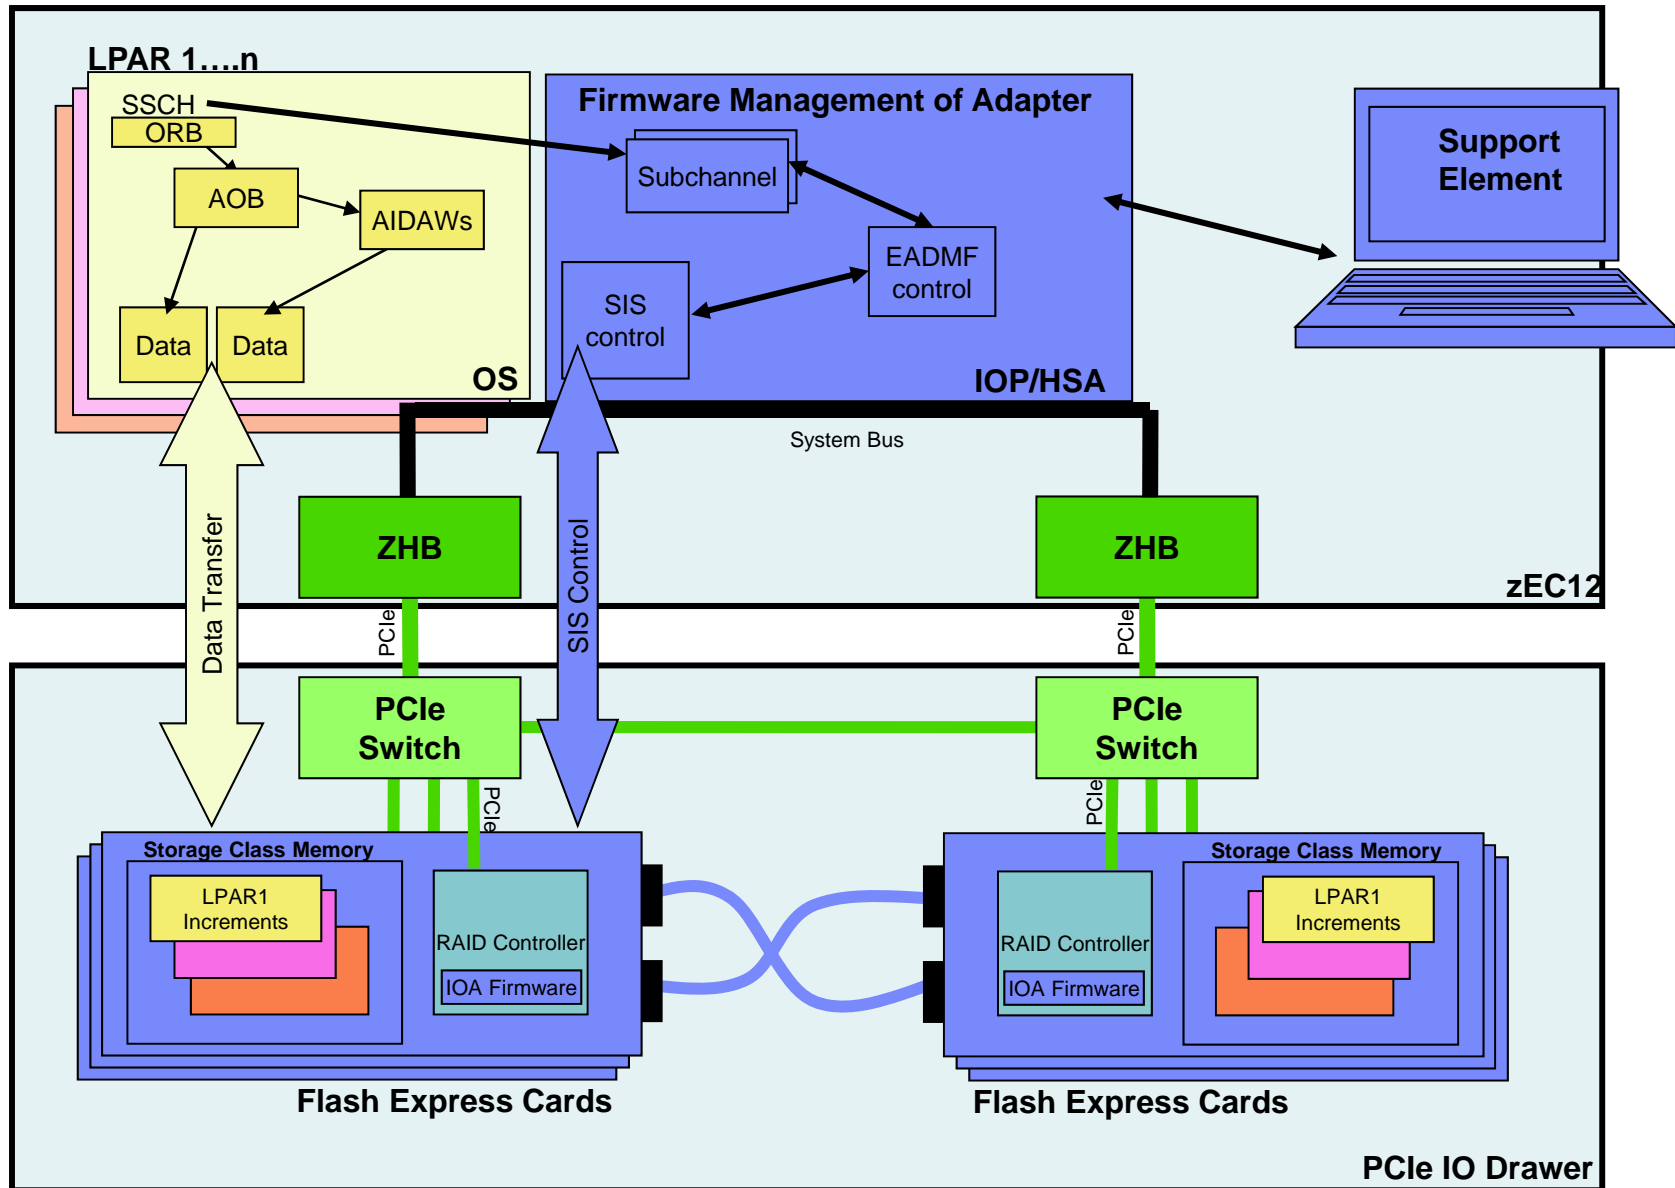 LPAR 1….n
SSCH
ORB
AOB
AIDAWs
Data
Data
OS
Firmware Management of Adapter
Subchannel
EADMF
control
SIS
control
IOP/HSA
Support
Element
System Bus
ZHB
ZHB
zEC12
Data Transfer
SIS Control
PCIe
PCIe
PCIe
Switch
PCIe
Switch
PCIe
PCIe
Storage Class Memory
LPAR1
Increments
RAID Controller
IOA Firmware
Flash Express Cards
Storage Class Memory
LPAR1
Increments
RAID Controller
IOA Firmware
Flash Express Cards
PCIe IO Drawer